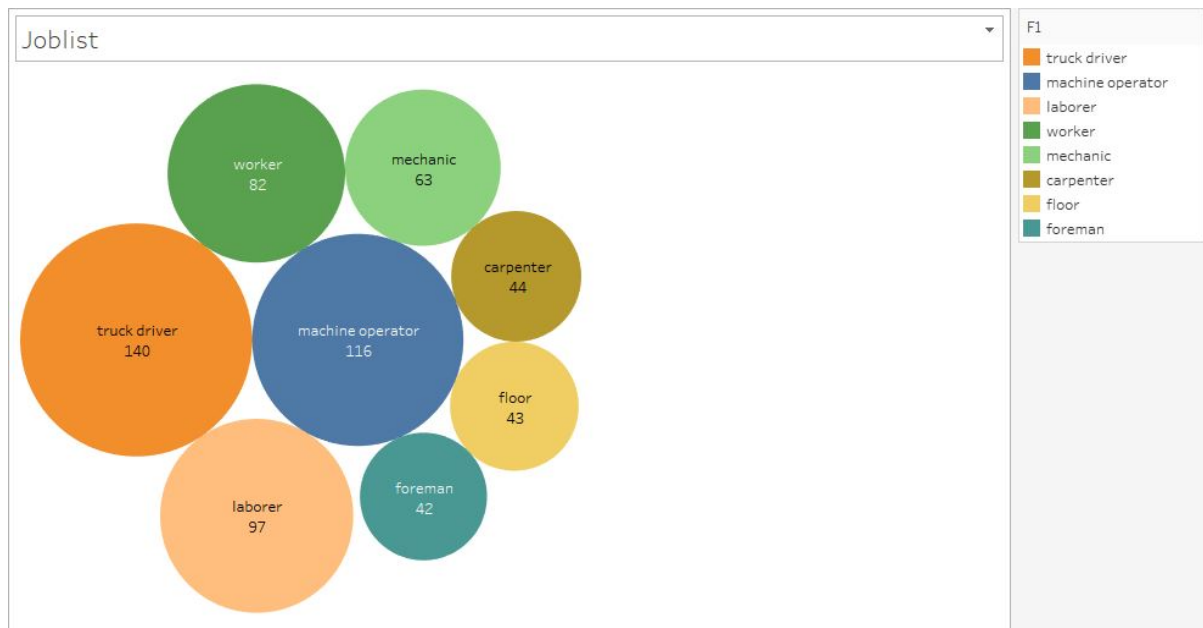 Joblist
worker
82
mechanic
63
carpenter
44
truck driver
140
machine operator
116
floor
43
laborer
97
foreman
42
F1
truck driver
machine operator
laborer
worker
mechanic
carpenter
floor
foreman